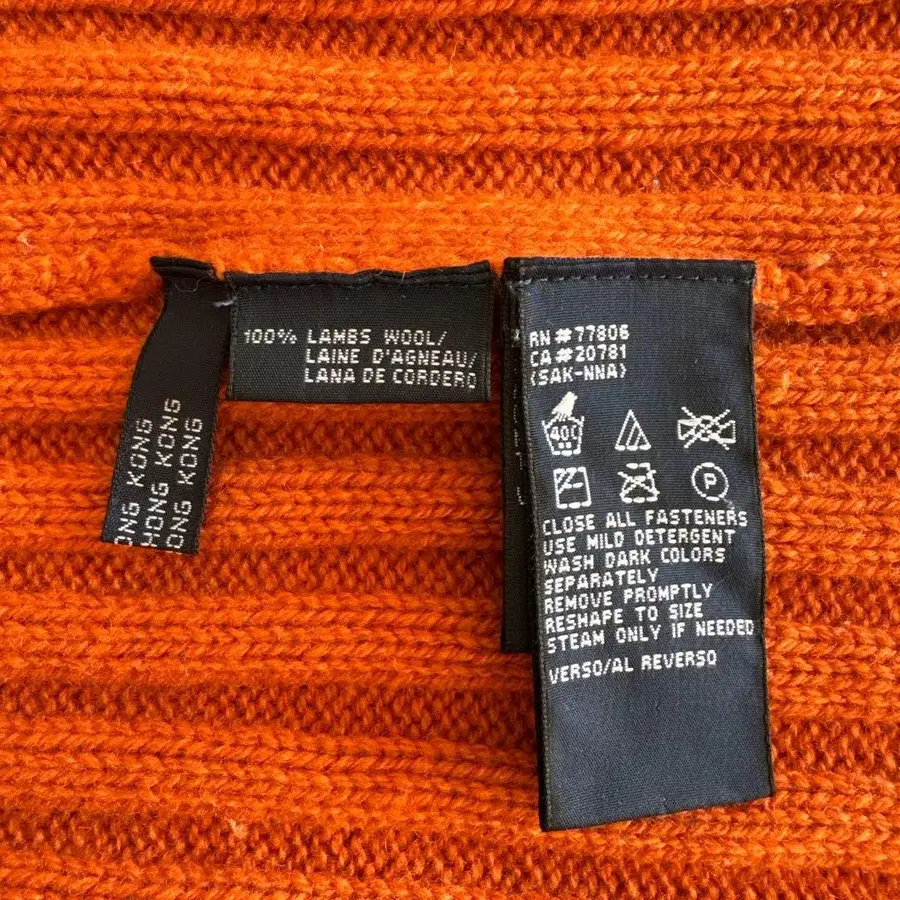 100% LAMBS WOOL/
LAINE D'AGNEAU/
LANA DE CORDERO
ONG KONG
HONG KONG
ONG KONG
RN#77806
CA#20781
(SAK-NNA)
40C
P
CLOSE ALL FASTENERS
USE MILD DETERGENT
WASH DARK COLORS
SEPARATELY
REMOVE PROMPTLY
RESHAPE TO SIZE
STEAM ONLY IF NEEDED
VERSO/AL REVERSO